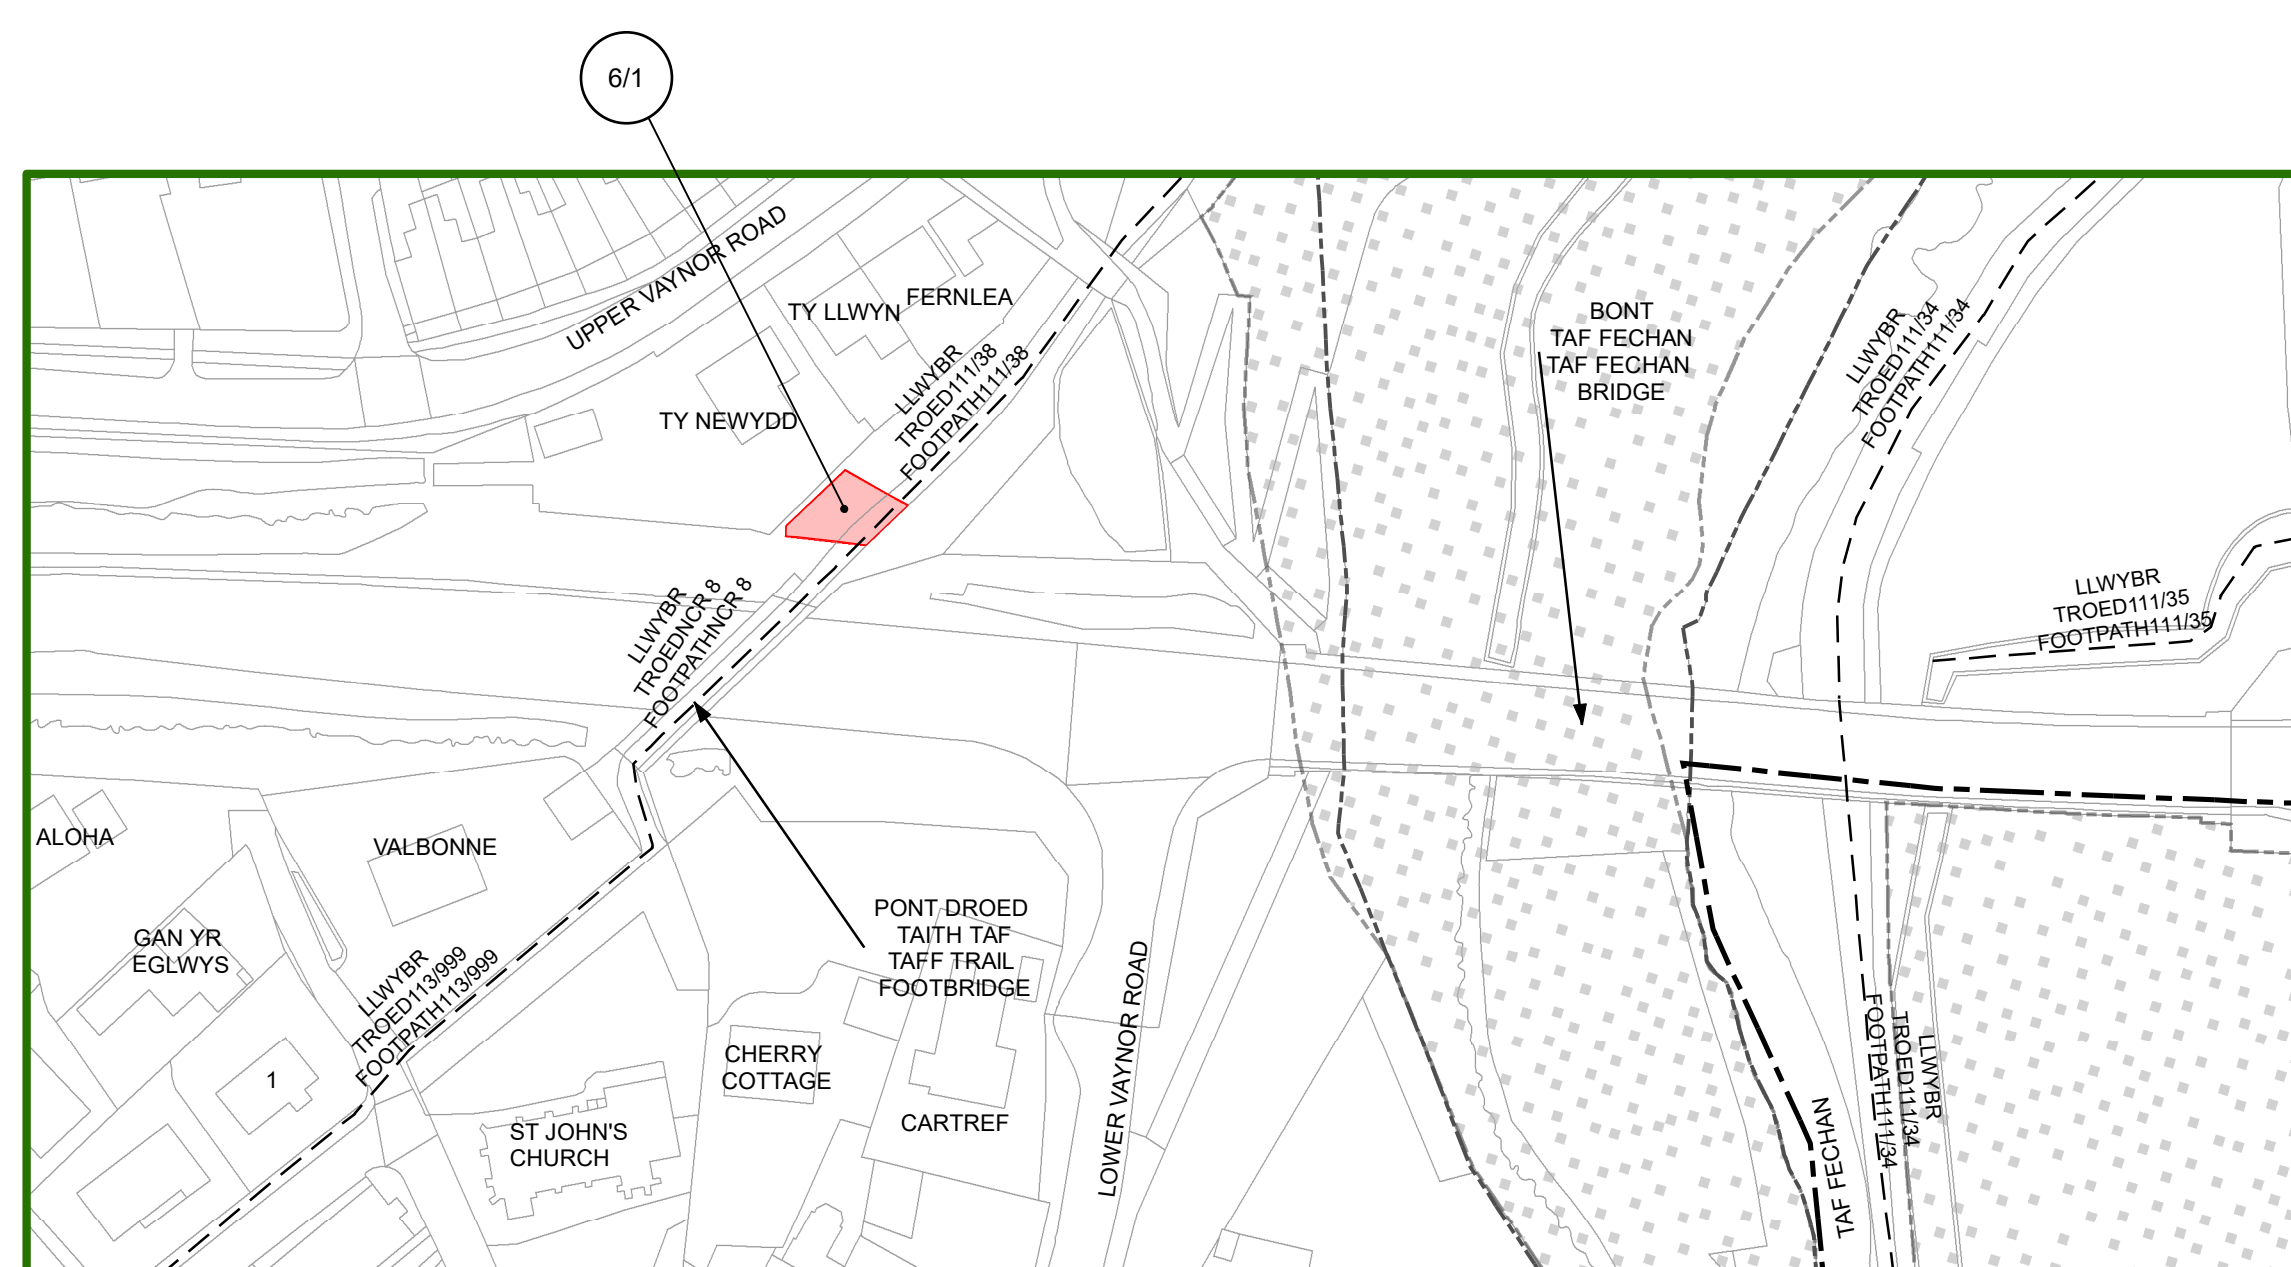 6/1
UPPER VAYNOR ROAD
TY LLWYN
FERNLEA
TY NEWYDD
LLWYBR
TROED111/38
FOOTPATH111/38
BONT
TAF FECHAN
TAF FECHAN
BRIDGE
LLWYBR
TROED111/34
FOOTPATH111/34
LLWYBR
TROEDNCR 8
FOOTPATHNCR 8
LLWYBR
TROED111/35
FOOTPATH111/35
ALOHA
VALBONNE
GAN YR
EGLWYS
LLWYBR
TROED113/999
FOOTPATH113/999
1
PONT DROED
TAITH TAF
TAFF TRAIL
FOOTBRIDGE
CHERRY
COTTAGE
CARTREF
ST JOHN'S
CHURCH
LOWER VAYNOR ROAD
TAF FECHAN
LLWYBR
TROED111/34
FOOTPATH111/34